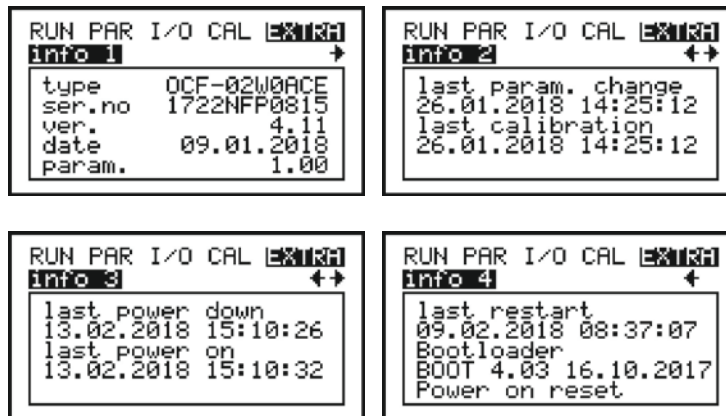 RUN PAR I/O CAL EXTRA
info 1
type OCF-02W0ACE
ser.no 1722NFP0815
ver. 4.11
date 09.01.2018
param. 1.00
RUN PAR I/O CAL EXTRA
info 2
last param. change
26.01.2018 14:25:12
last calibration
26.01.2018 14:25:12
RUN PAR I/O CAL EXTRA
info 3
last power down
13.02.2018 15:10:26
last power on
13.02.2018 15:10:32
RUN PAR I/O CAL EXTRA
info 4
last restart
09.02.2018 08:37:07
Bootloader
BOOT 4.03 16.10.2017
Power on reset